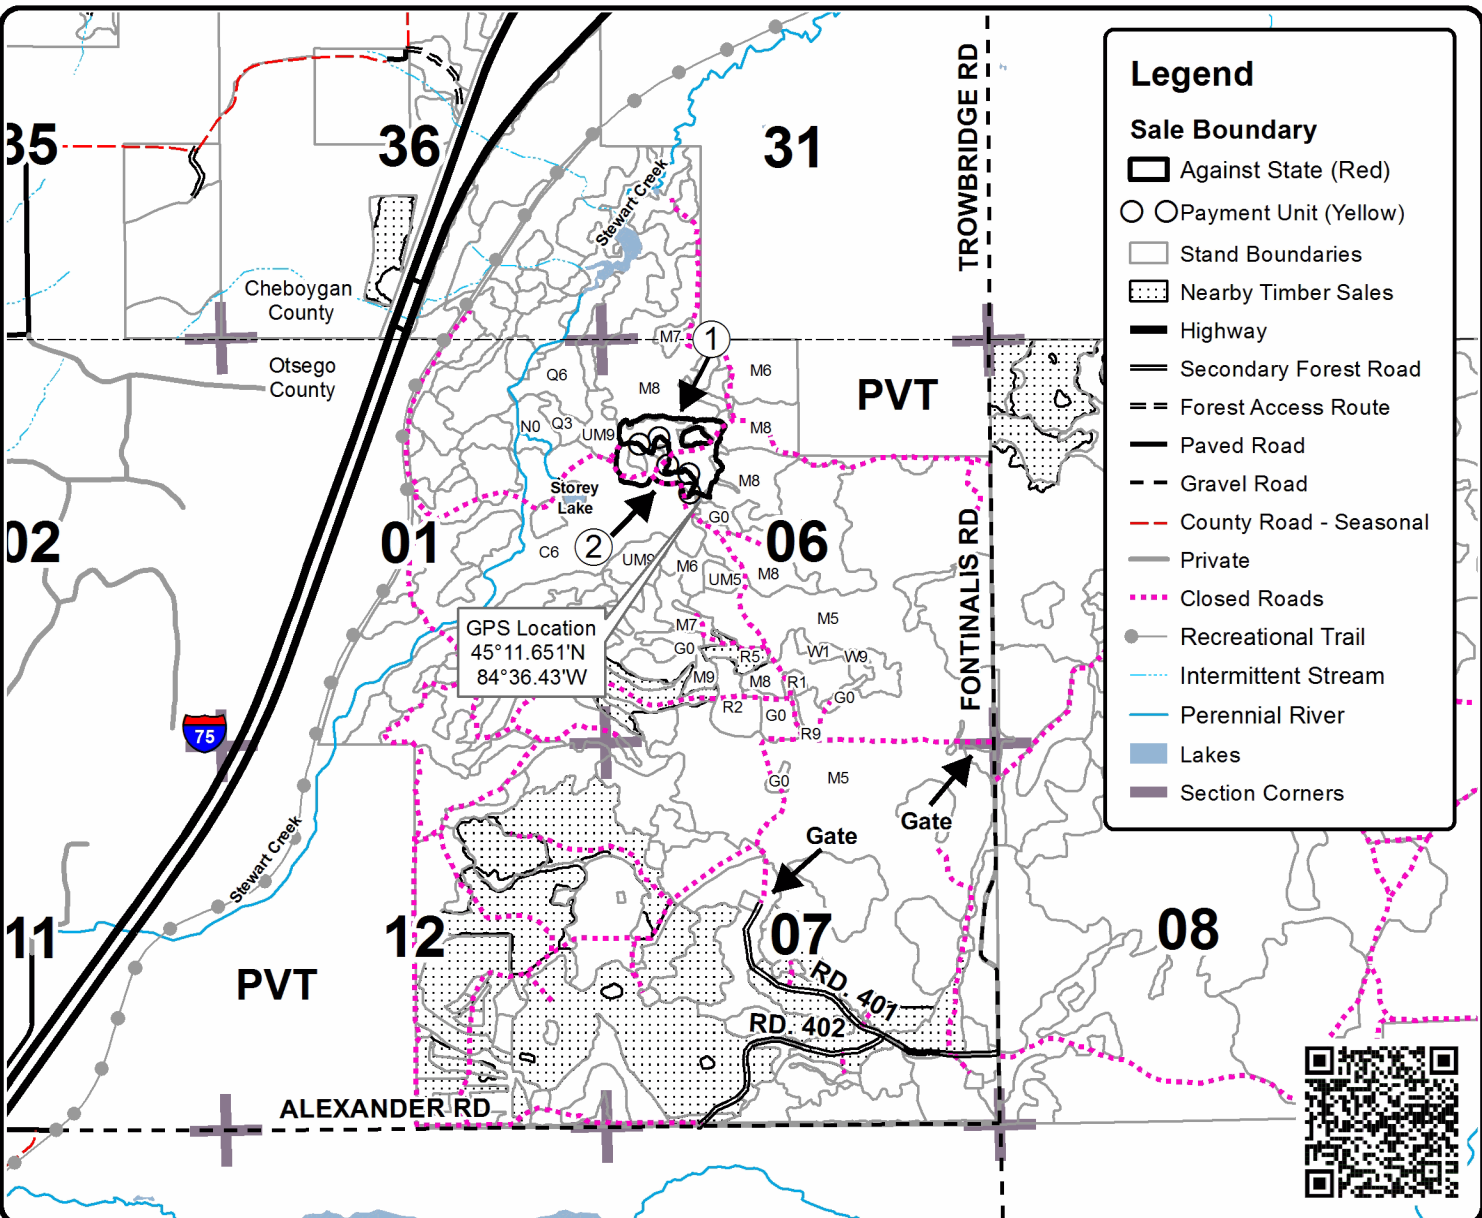 35
36
31
TROWBRIDGE RD
Stewart Creek
Cheboygan
County
Otsego
County
M7
1
M6
Q6
M8
PVT
N0
Q3
UM9
M8
M8
Storey
Lake
G0
02
01
2
06
C6
UM9
M6
UM5
M8
FONTINALIS RD
GPS Location
45°11.651'N
84°36.43'W
M7
M5
G0
R5
W1
W9
M9
M8
R1
G0
R2
G0
R9
75
G0
M5
Gate
Gate
Stewart Creek
11
12
07
08
PVT
RD. 401
RD. 402
ALEXANDER RD
Legend
Sale Boundary
Against State (Red)
Payment Unit (Yellow)
Stand Boundaries
Nearby Timber Sales
Highway
Secondary Forest Road
Forest Access Route
Paved Road
Gravel Road
County Road - Seasonal
Private
Closed Roads
Recreational Trail
Intermittent Stream
Perennial River
Lakes
Section Corners